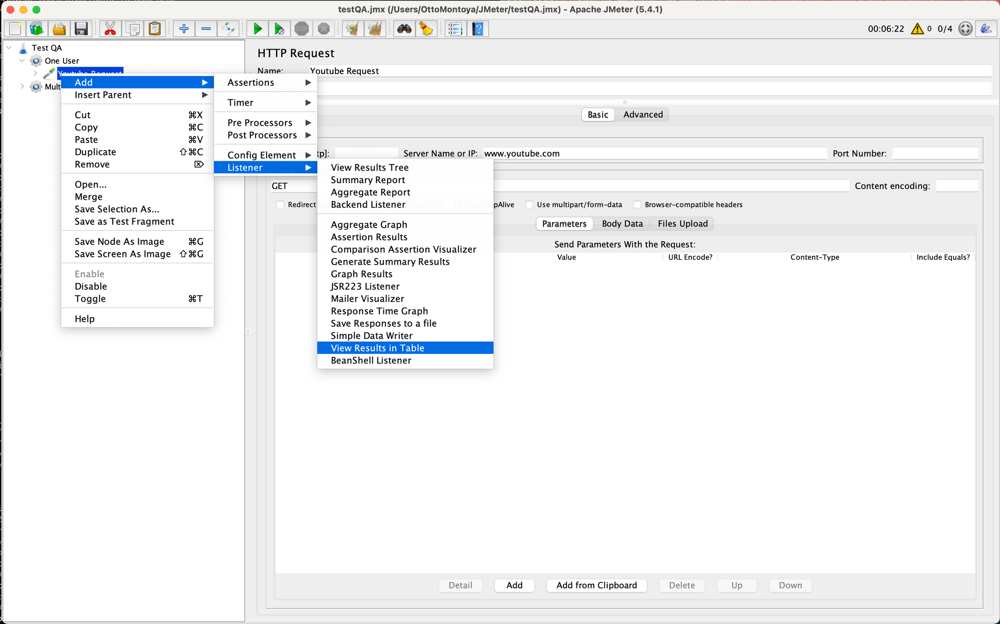 testQA.jmx (/Users/OttoMontoya/JMeter/testQA.jmx) - Apache JMeter (5.4.1)
STOP
00:06:22 0 0/4
Test QA
One User
Youtube Request
Mult
Add
Insert Parent
Cut ⌘X
Copy ⌘C
Paste ⌘V
Duplicate ⇧⌘C
Remove ⌦
Open...
Merge
Save Selection As...
Save as Test Fragment
Save Node As Image ⌘G
Save Screen As Image ⇧⌘G
Enable
Disable
Toggle ⌘T
Help
Assertions
Timer
Pre Processors
Post Processors
Config Element
Listener
View Results Tree
Summary Report
Aggregate Report
Backend Listener
Aggregate Graph
Assertion Results
Comparison Assertion Visualizer
Generate Summary Results
Graph Results
JSR223 Listener
Mailer Visualizer
Response Time Graph
Save Responses to a file
Simple Data Writer
View Results in Table
BeanShell Listener
HTTP Request
Name: Youtube Request
Basic Advanced
tp]: Server Name or IP: www.youtube.com Port Number:
GET Content encoding:
Redirect Redirects Use KeepAlive Use multipart/form-data Browser-compatible headers
Parameters Body Data Files Upload
Send Parameters With the Request:
Value URL Encode? Content-Type Include Equals?
Detail Add Add from Clipboard Delete Up Down